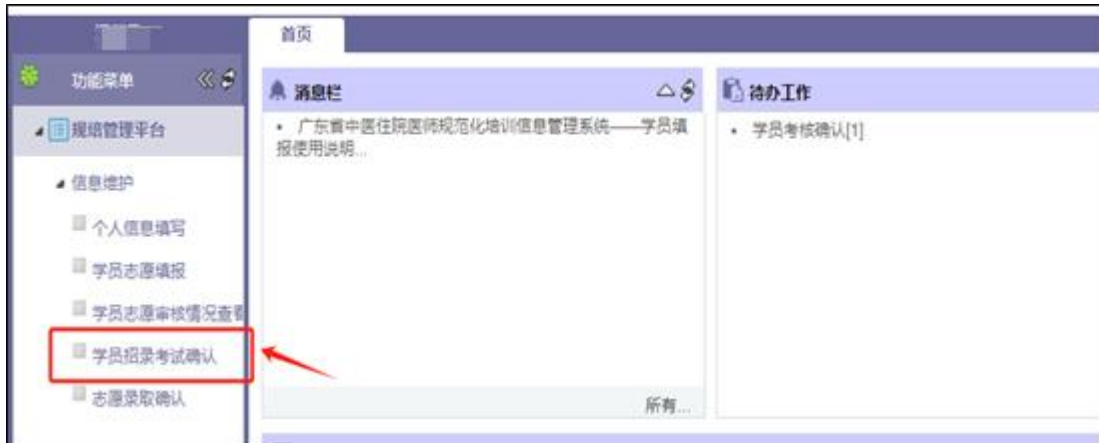 首页
功能菜单
消息栏
待办工作
规培管理平台
• 广东省中医住院医师规范化培训信息管理系统——学员填
报使用说明...
• 学员考核确认[1]
信息维护
个人信息填写
学员志愿填报
学员志愿审核情况查看
学员招录考试确认
志愿录取确认
所有...